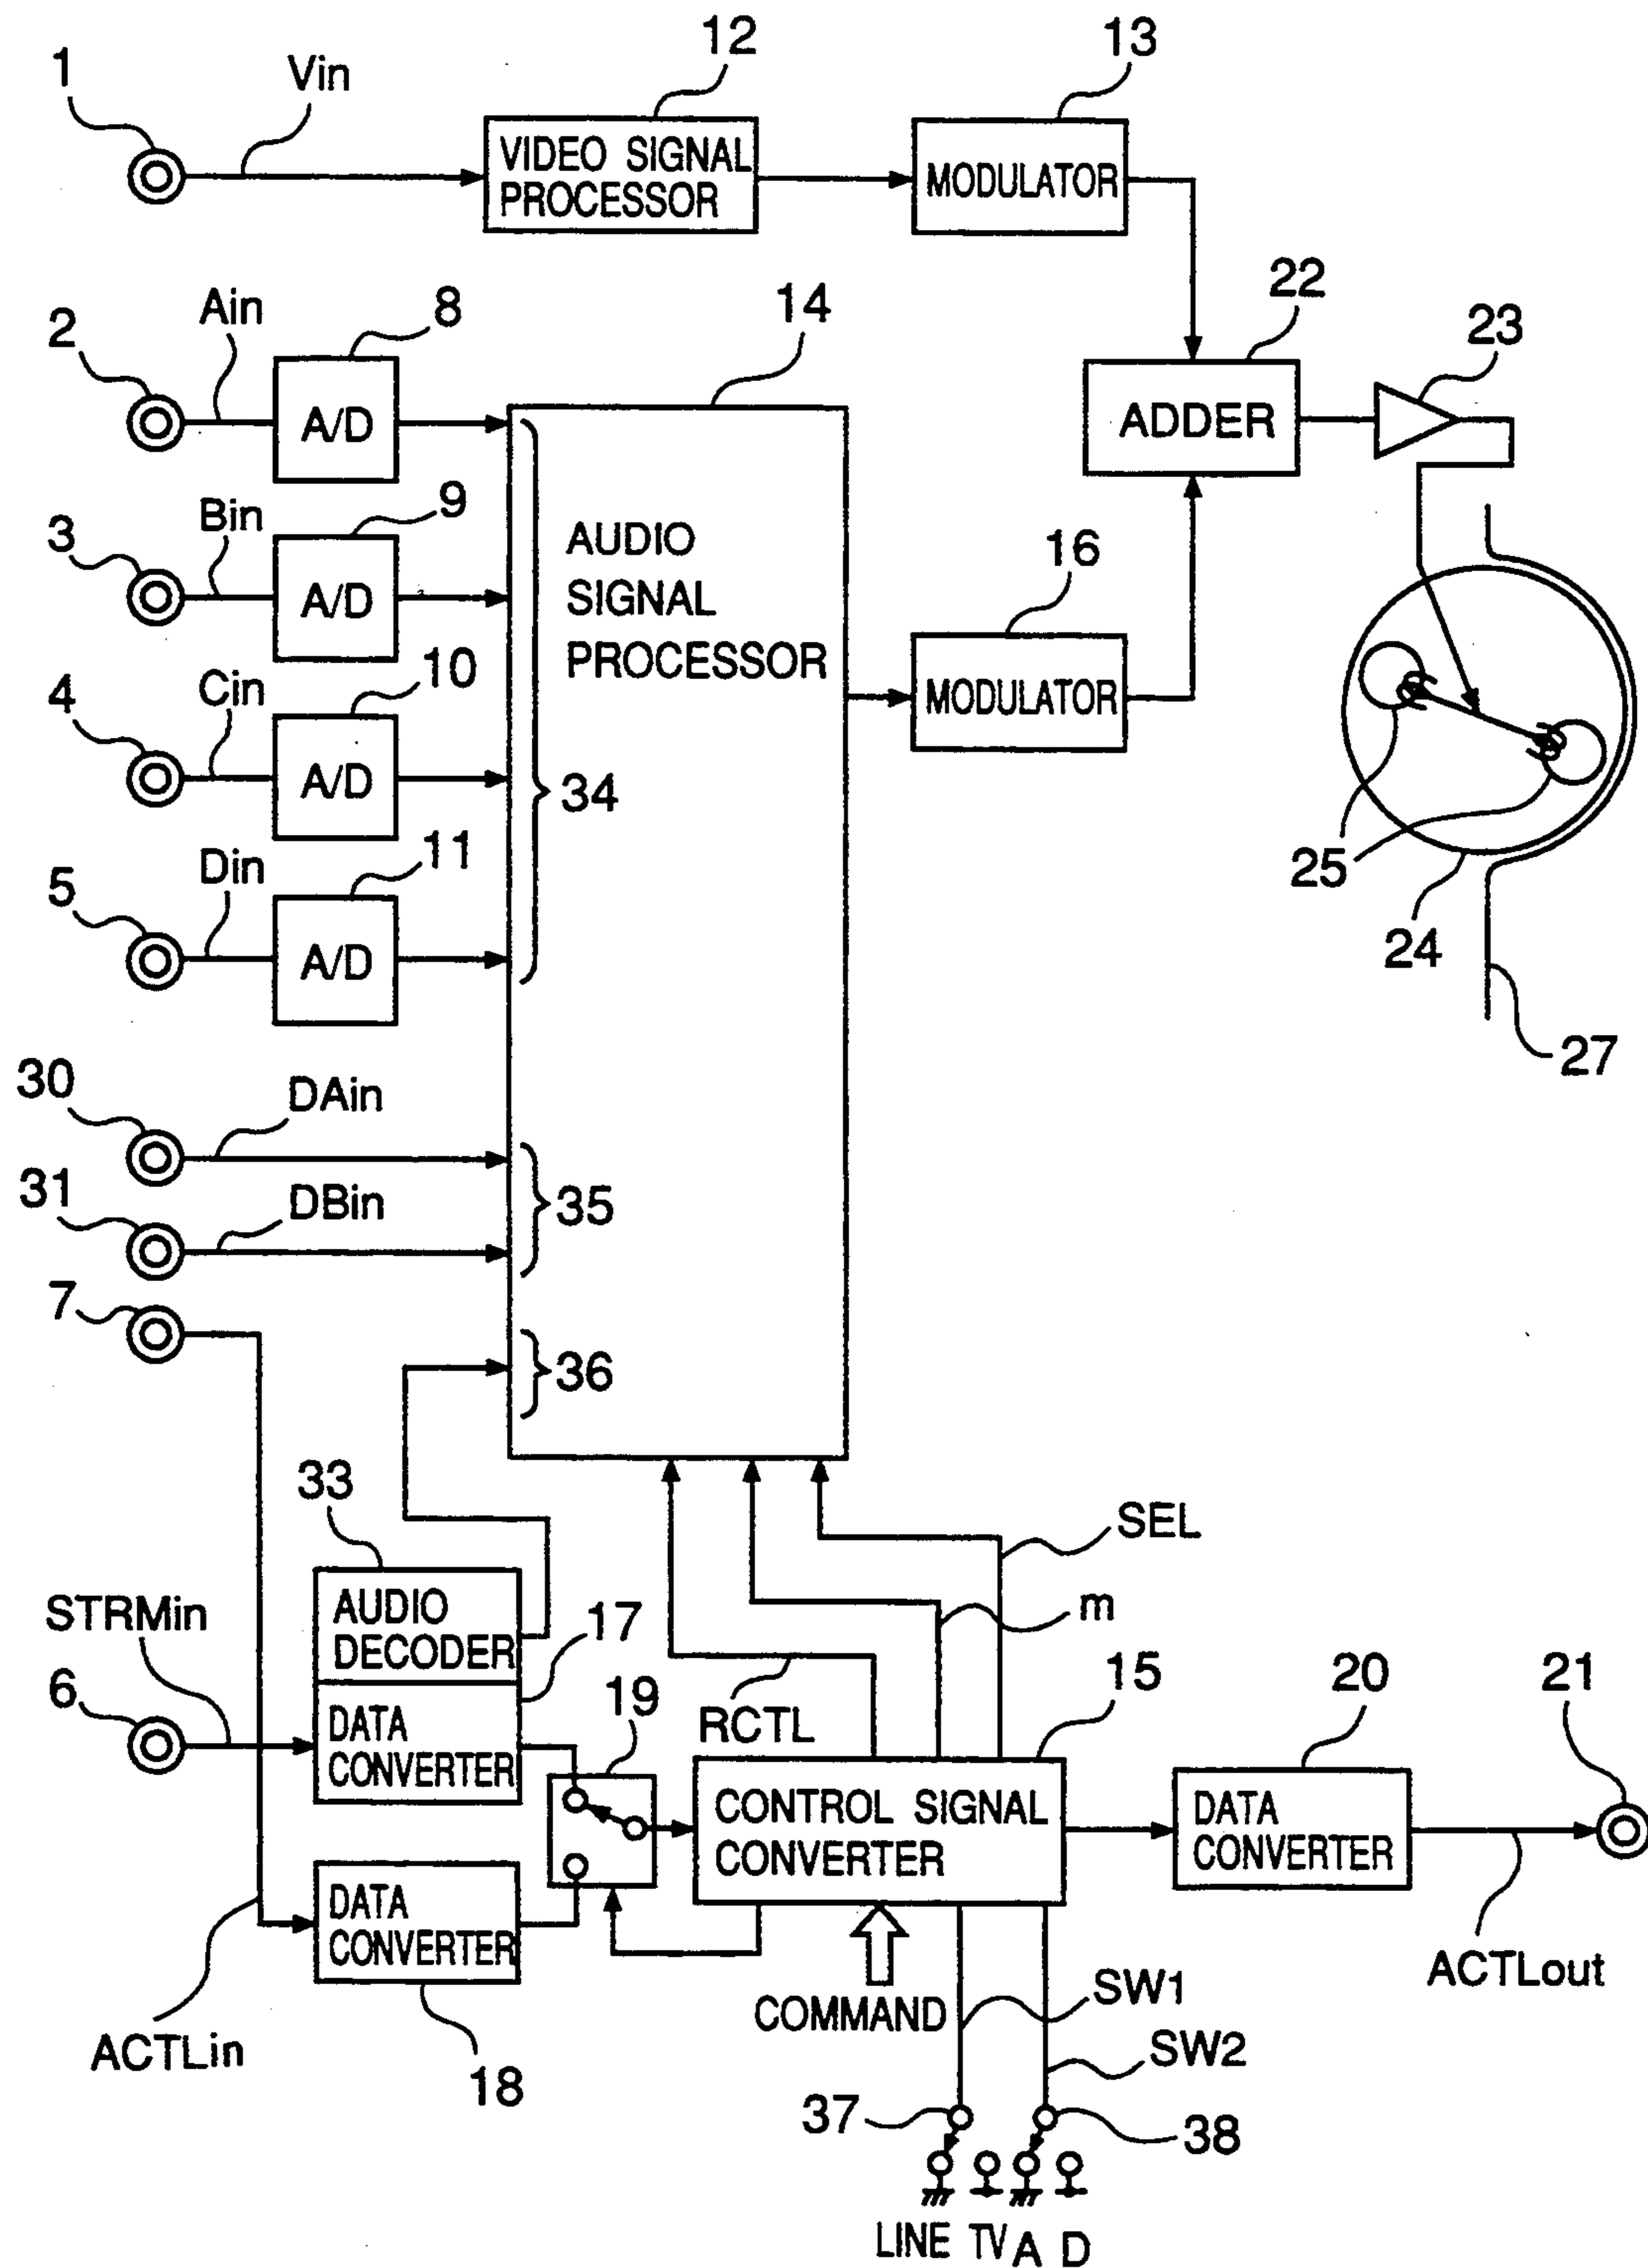 12
13
1
Vin
VIDEO SIGNAL
PROCESSOR
MODULATOR
22
2
Ain
8
14
23
A/D
ADDER
3
Bin
9
AUDIO
SIGNAL
PROCESSOR
16
A/D
4
Cin
10
MODULATOR
A/D
34
5
Din
11
25
A/D
24
27
30
DAin
31
DBin
35
7
36
33
SEL
STRMin
AUDIO
DECODER
17
m
6
19
RCTL
15
20
21
DATA
CONVERTER
CONTROL SIGNAL
CONVERTER
DATA
CONVERTER
DATA
CONVERTER
ACTLin
18
COMMAND
SW1
ACTLout
SW2
37
38
LINE TV A D